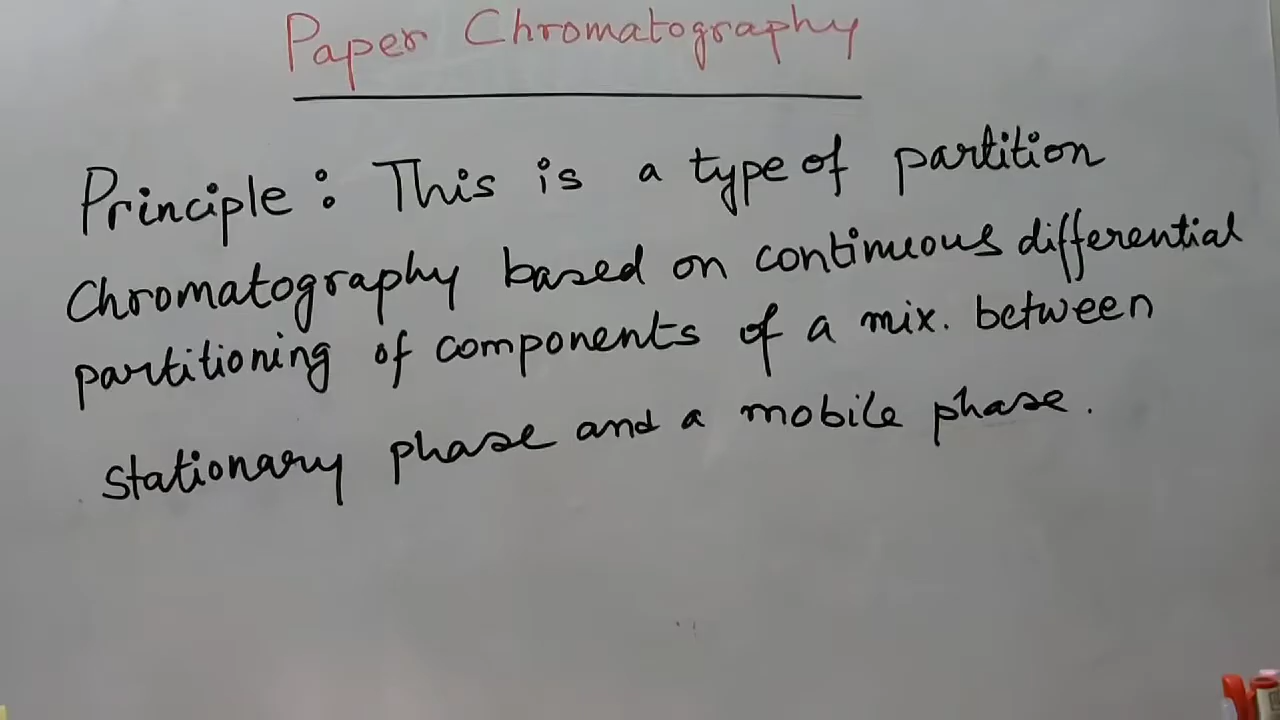 Paper Chromatography
Principle: This is a type of partition
Chromatography based on continuous differential
partitioning of components of a mix. between
stationary phase and a mobile phase.